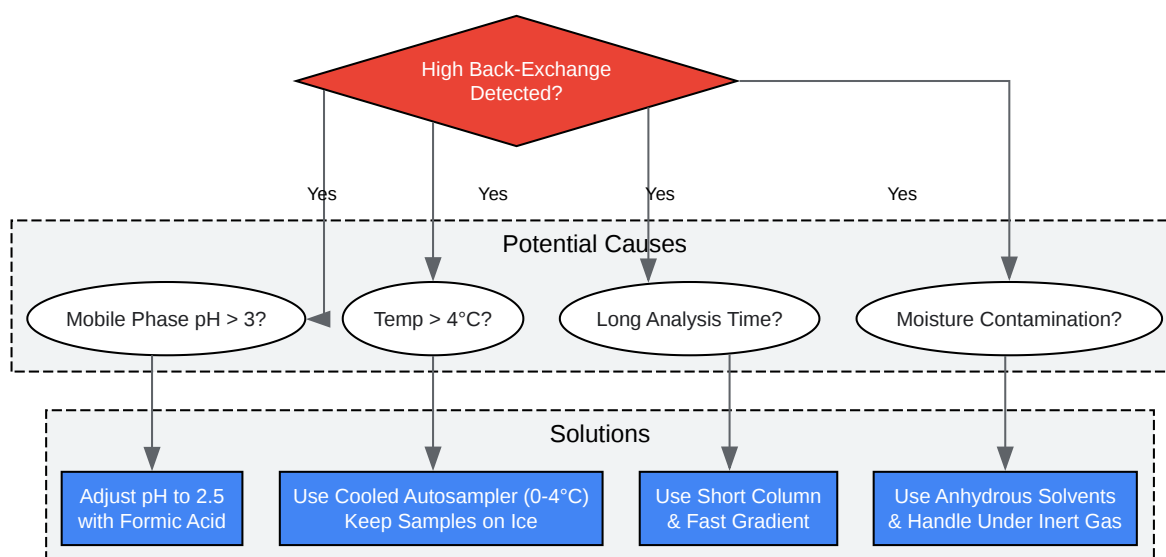 High Back-Exchange
Detected?
Yes
Yes
Yes
Yes
Potential Causes
Mobile Phase pH > 3?
Temp > 4°C?
Long Analysis Time?
Moisture Contamination?
Solutions
Adjust pH to 2.5
with Formic Acid
Use Cooled Autosampler (0-4°C)
Keep Samples on Ice
Use Short Column
& Fast Gradient
Use Anhydrous Solvents
& Handle Under Inert Gas